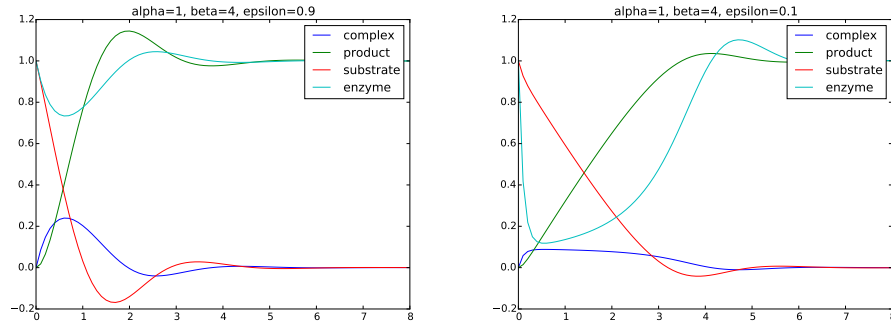 alpha=1, beta=4, epsilon=0.9
1.2
1.0
0.8
0.6
0.4
0.2
0.0
−0.2
0 1 2 3 4 5 6 7 8
complex
product
substrate
enzyme
alpha=1, beta=4, epsilon=0.1
1.2
1.0
0.8
0.6
0.4
0.2
0.0
−0.2
0 1 2 3 4 5 6 7
complex
product
substrate
enzyme